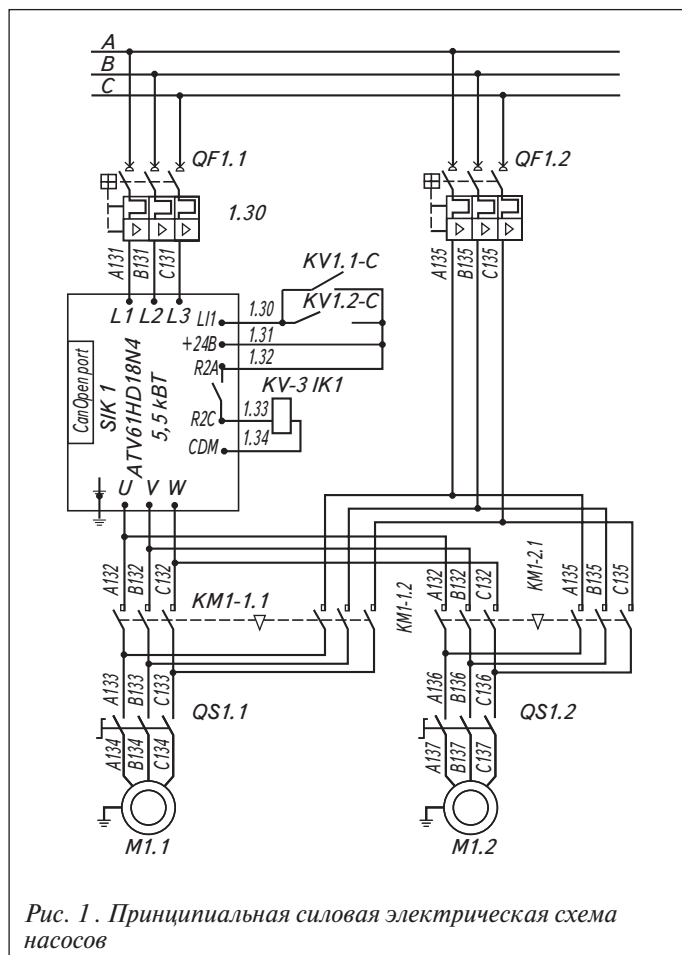 A
B
C
QF1.1
QF1.2
1.30
A131
B131
C131
A135
B135
C135
KV1.1-C
KV1.2-C
L1 L2 L3
LI1
1.30
+24B
1.31
R2A
1.32
KV-3 IK1
R2C
1.33
CDM
1.34
CanOpen port
SIK 1
ATV61HD18N4
5,5 kBT
U V W
A132
B132
C132
KM1-1.1
KM1-1.2
A132
B132
C132
KM1-2.1
A135
B135
C135
A133
B133
C133
QS1.1
A136
B136
C136
QS1.2
A134
B134
C134
A137
B137
C137
M1.1
M1.2
Рис. 1 . Принципиальная силовая электрическая схема
насосов